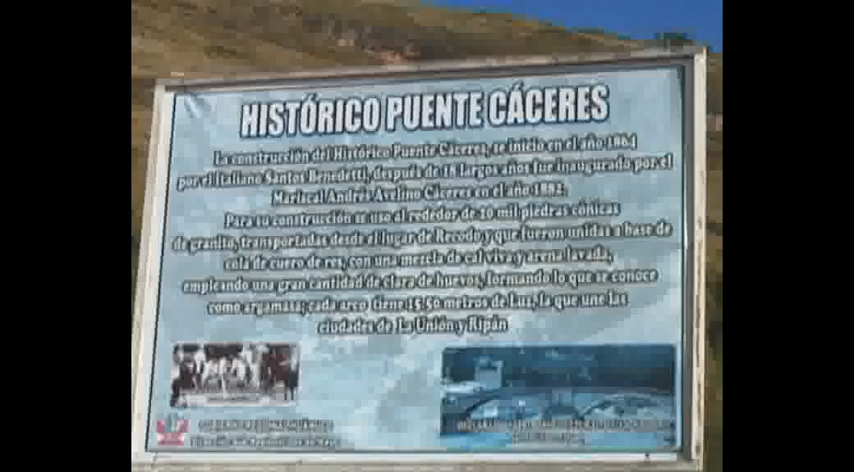 HISTÓRICO PUENTE CÁCERES
La construcción del Histórico Puente Cáceres, se inicio en el año 1864
por el Italiano Santos Benedetti, después de 18 largos años fue inaugurado por el
Mariscal Andrés Avelino Cáceres en el año 1882.
Para su construcción se uso al rededor de 10 mil piedras cónicas
de granito, transportadas desde el lugar de Recodo y que fueron unidas a base de
cola de cuero de res, con una mezcla de cal viva y arena lavada,
empleando una gran cantidad de clara de huevos, formando lo que se conoce
como argamasa; cada arco tiene 15.50 metros de Luz, la que une las
ciudades de La Unión y Ripán